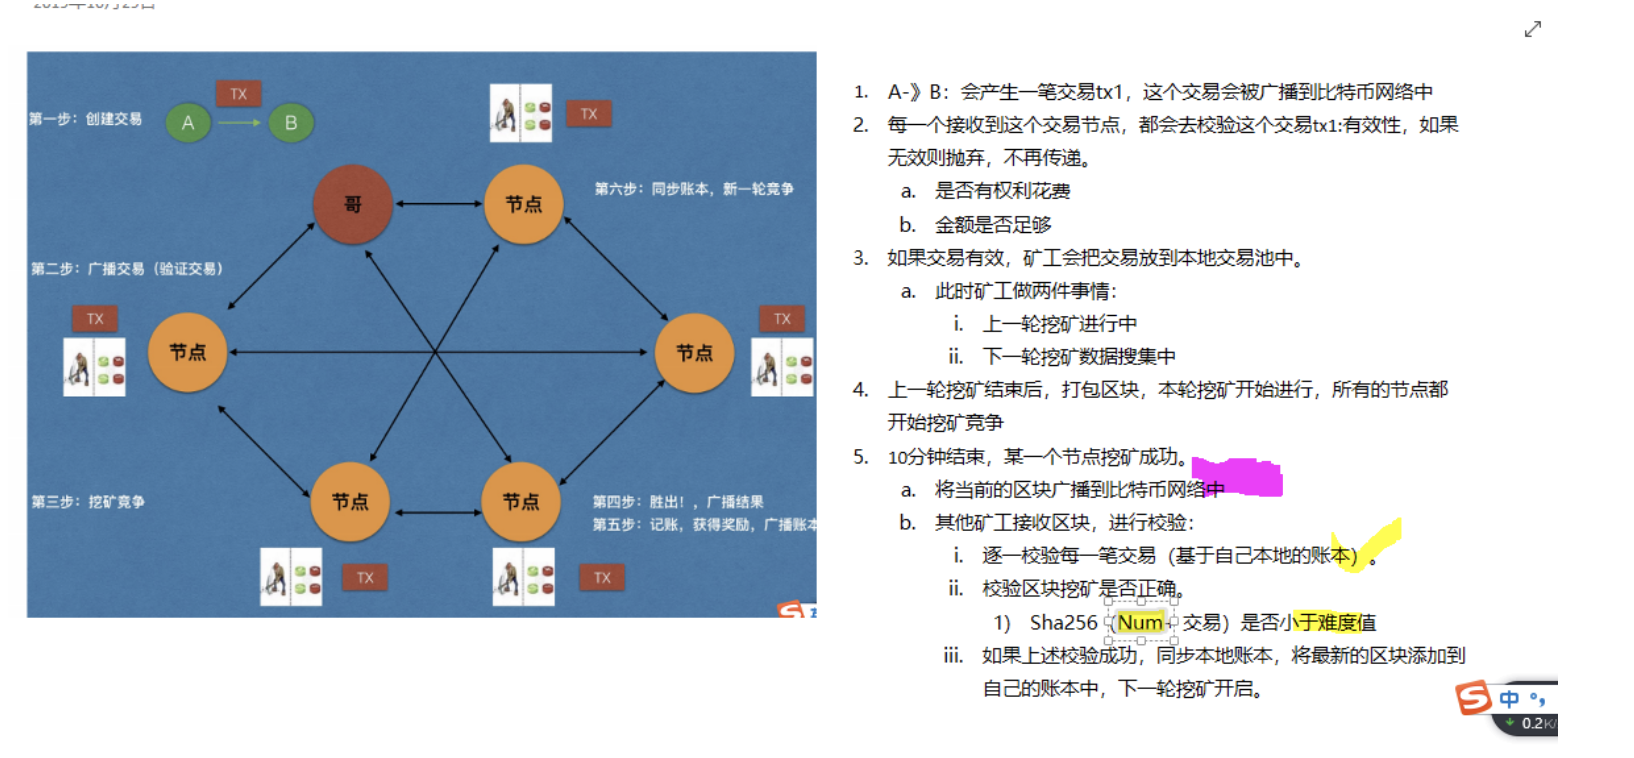 第一步：创建交易
TX
A
B
TX
哥
节点
第六步：同步账本，新一轮竞争
第二步：广播交易（验证交易）
TX
节点
节点
TX
第三步：挖矿竞争
节点
节点
第四步：胜出！，广播结果
第五步：记账，获得奖励，广播账本
TX
TX
1. A-》B：会产生一笔交易tx1，这个交易会被广播到比特币网络中
2. 每一个接收到这个交易节点，都会去校验这个交易tx1:有效性，如果
无效则抛弃，不再传递。
a. 是否有权利花费
b. 金额是否足够
3. 如果交易有效，矿工会把交易放到本地交易池中。
a. 此时矿工做两件事情：
i. 上一轮挖矿进行中
ii. 下一轮挖矿数据搜集中
4. 上一轮挖矿结束后，打包区块，本轮挖矿开始进行，所有的节点都
开始挖矿竞争
5. 10分钟结束，某一个节点挖矿成功。
a. 将当前的区块广播到比特币网络中
b. 其他矿工接收区块，进行校验：
i. 逐一校验每一笔交易（基于自己本地的账本）。
ii. 校验区块挖矿是否正确。
1) Sha256（Num+ 交易）是否小于难度值
iii. 如果上述校验成功，同步本地账本，将最新的区块添加到
自己的账本中，下一轮挖矿开启。
中 °，
0.2K/